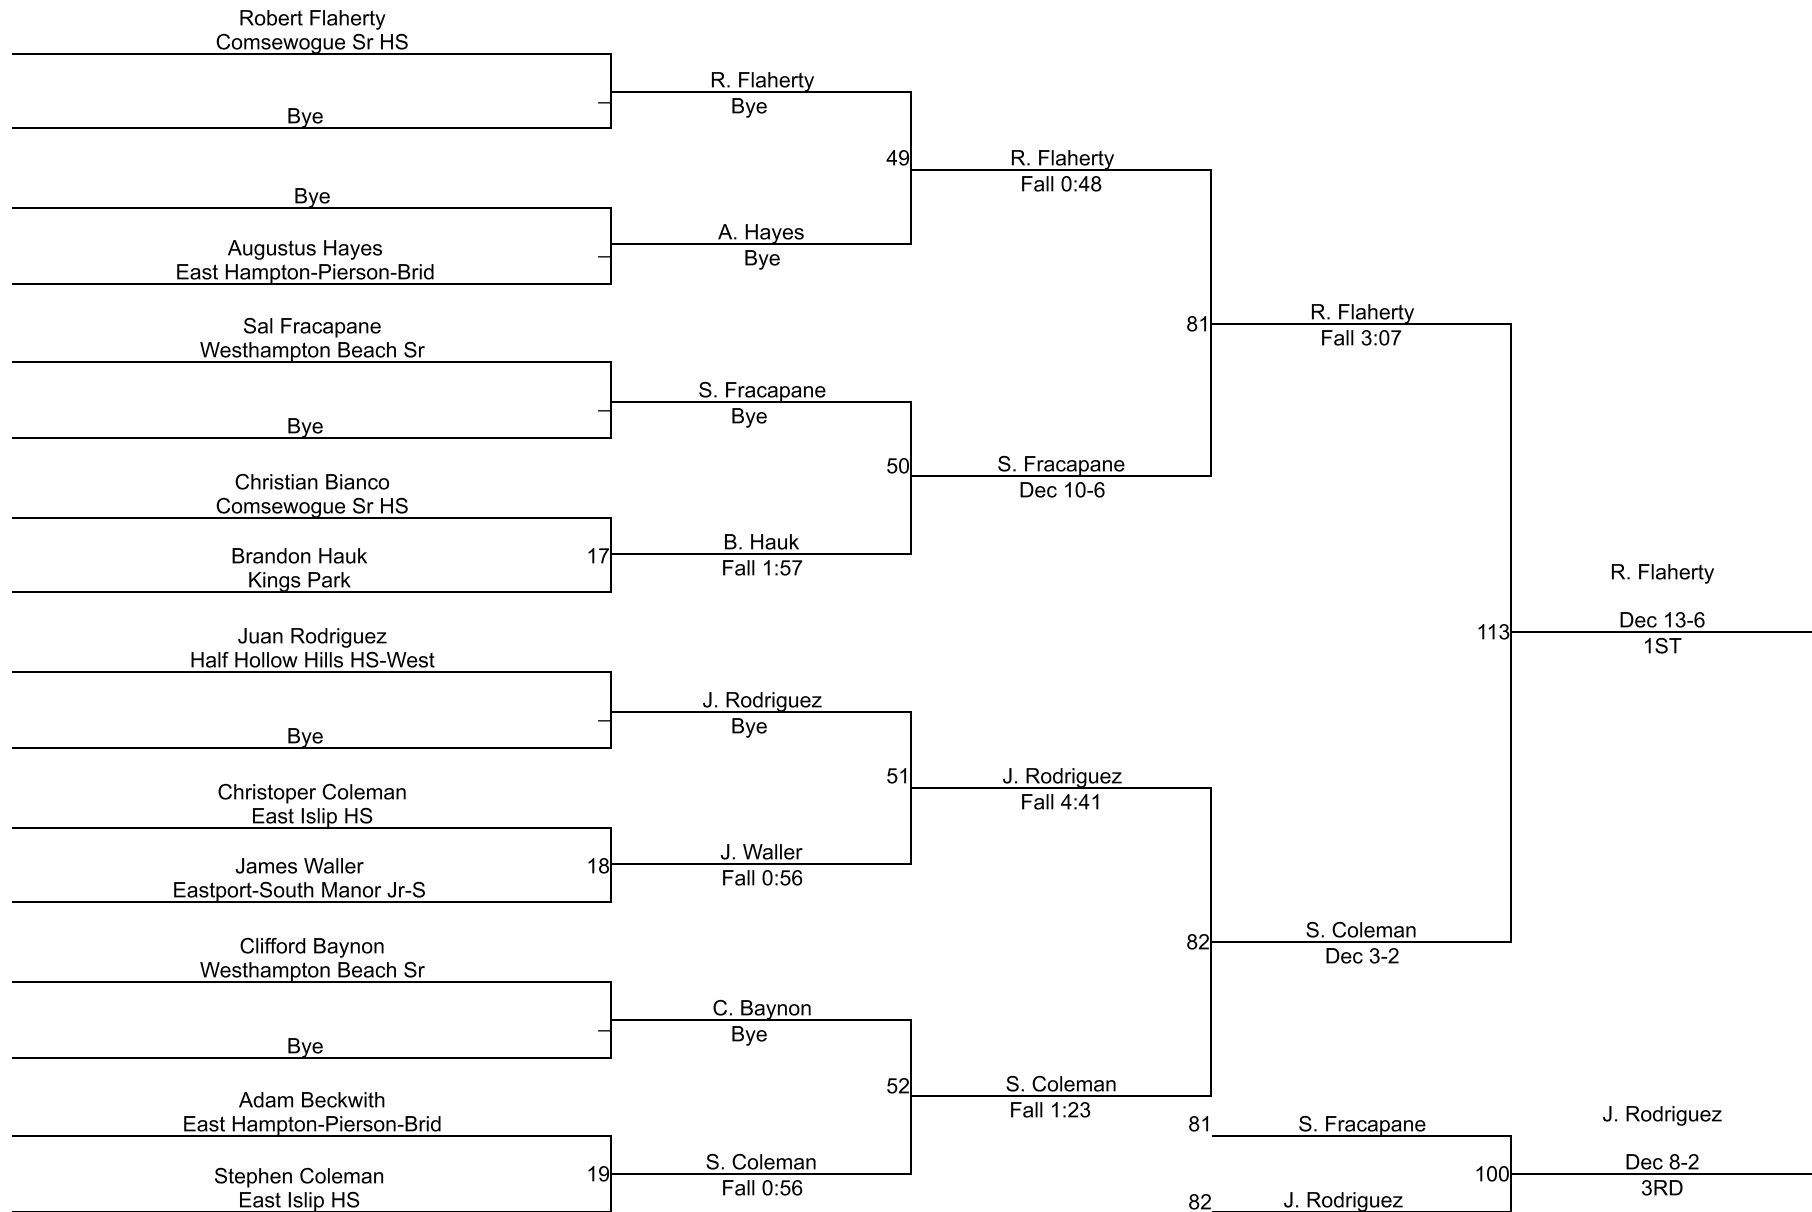 Robert Flaherty
Comsewogue Sr HS
Bye
Bye
Augustus Hayes
East Hampton-Pierson-Brid
Sal Fracapane
Westhampton Beach Sr
Bye
Christian Bianco
Comsewogue Sr HS
Brandon Hauk
Kings Park
17
Juan Rodriguez
Half Hollow Hills HS-West
Bye
Christoper Coleman
East Islip HS
James Waller
Eastport-South Manor Jr-S
18
Clifford Baynon
Westhampton Beach Sr
Bye
Adam Beckwith
East Hampton-Pierson-Brid
Stephen Coleman
East Islip HS
19
R. Flaherty
Bye
49
A. Hayes
Bye
S. Fracapane
Bye
50
B. Hauk
Fall 1:57
J. Rodriguez
Bye
51
J. Waller
Fall 0:56
C. Baynon
Bye
52
S. Coleman
Fall 0:56
R. Flaherty
Fall 0:48
81
S. Fracapane
Dec 10-6
J. Rodriguez
Fall 4:41
82
S. Coleman
Fall 1:23
R. Flaherty
Fall 3:07
113
S. Coleman
Dec 3-2
R. Flaherty
Dec 13-6
1ST
81
S. Fracapane
100
82
J. Rodriguez
J. Rodriguez
Dec 8-2
3RD